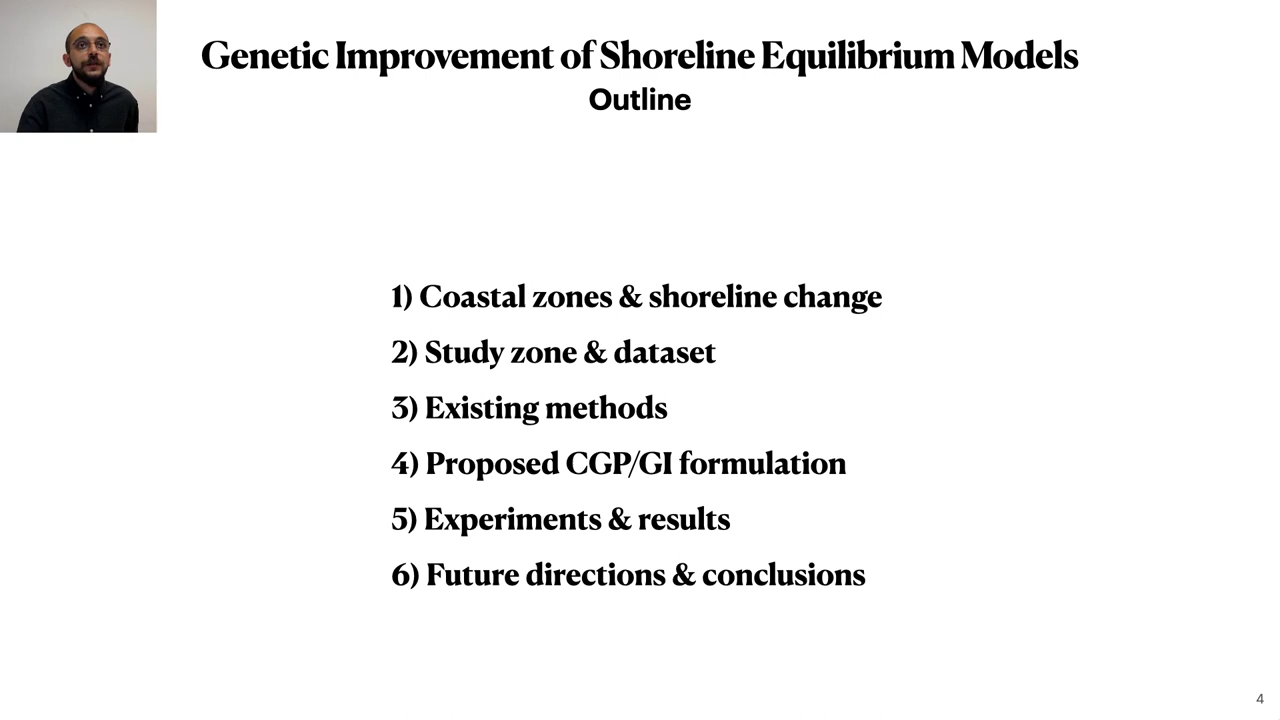 Genetic Improvement of Shoreline Equilibrium Models
Outline
1) Coastal zones & shoreline change
2) Study zone & dataset
3) Existing methods
4) Proposed CGP/GI formulation
5) Experiments & results
6) Future directions & conclusions
4